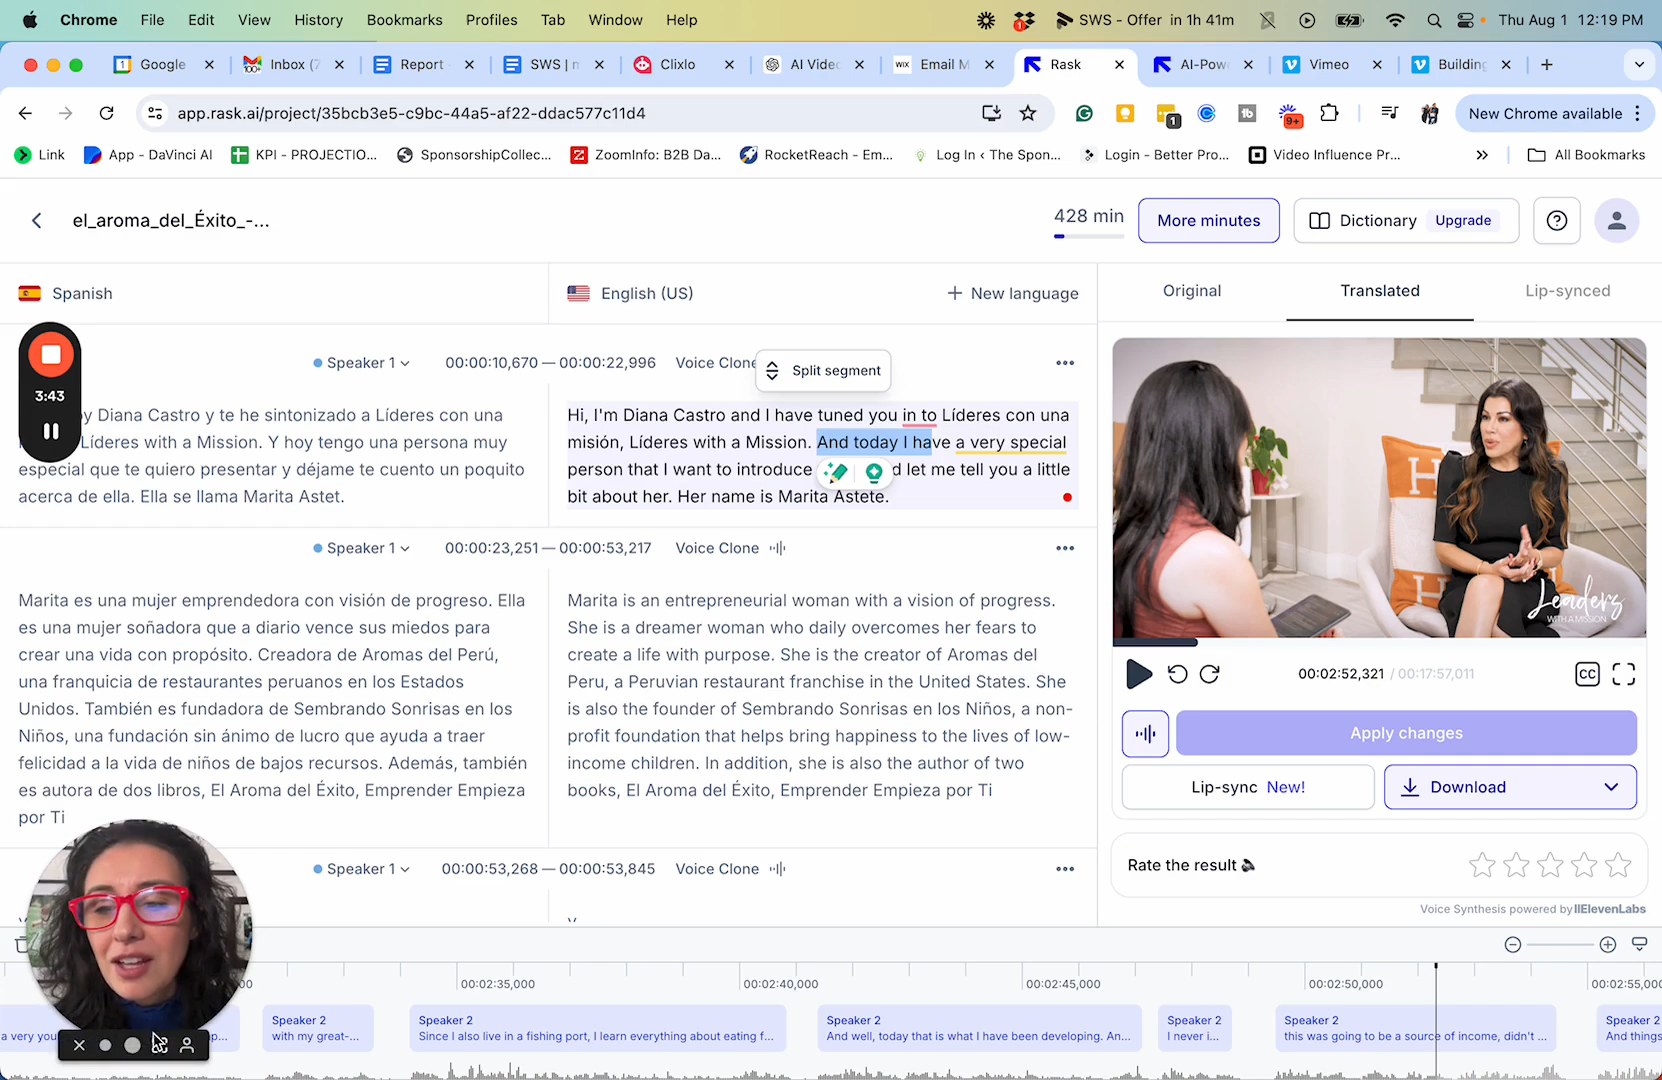 Chrome File Edit View History Bookmarks Profiles Tab Window Help
1
SWS - Offer in 1h 41m
Thu Aug 1 12:19 PM
Google
Inbox (7
100+
Report
SWS | m
Clixlo
AI Video
WIX
Email M
Rask
AI-Pow
Vimeo
Building
app.rask.ai/project/35bcb3e5-c9bc-44a5-af22-ddac577c11d4
1
tb
9+
New Chrome available
Link
App - DaVinci AI
KPI - PROJECTIO...
SponsorshipCollec...
ZoomInfo: B2B Da...
RocketReach - Em...
Log In ‹ The Spon...
Login - Better Pro...
Video Influence Pr...
All Bookmarks
el_aroma_del_Éxito_-...
428 min
More minutes
Dictionary
Upgrade
Spanish
English (US)
New language
Original
Translated
Lip-synced
3:43
Speaker 1
00:00:10,670 — 00:00:22,996
Voice Clone
Split segment
y Diana Castro y te he sintonizado a Líderes con una
Líderes with a Mission. Y hoy tengo una persona muy
especial que te quiero presentar y déjame te cuento un poquito
acerca de ella. Ella se llama Marita Astet.
Hi, I'm Diana Castro and I have tuned you in to Líderes con una
misión, Líderes with a Mission. And today I have a very special
person that I want to introduce d let me tell you a little
bit about her. Her name is Marita Astete.
Speaker 1
00:00:23,251 — 00:00:53,217
Voice Clone
Marita es una mujer emprendedora con visión de progreso. Ella
es una mujer soñadora que a diario vence sus miedos para
crear una vida con propósito. Creadora de Aromas del Perú,
una franquicia de restaurantes peruanos en los Estados
Unidos. También es fundadora de Sembrando Sonrisas en los
Niños, una fundación sin ánimo de lucro que ayuda a traer
felicidad a la vida de niños de bajos recursos. Además, también
es autora de dos libros, El Aroma del Éxito, Emprender Empieza
por Ti
Marita is an entrepreneurial woman with a vision of progress.
She is a dreamer woman who daily overcomes her fears to
create a life with purpose. She is the creator of Aromas del
Peru, a Peruvian restaurant franchise in the United States. She
is also the founder of Sembrando Sonrisas en los Niños, a non-
profit foundation that helps bring happiness to the lives of low-
income children. In addition, she is also the author of two
books, El Aroma del Éxito, Emprender Empieza por Ti
Speaker 1
00:00:53,268 — 00:00:53,845
Voice Clone
Leaders
WITH A MISSION
00:02:52,321 / 00:17:57,011
CC
Apply changes
Lip-sync New!
Download
Rate the result
Voice Synthesis powered by IIElevenLabs
00:02:35,000
00:02:40,000
00:02:45,000
00:02:50,000
00:02:55,000
a very you
Speaker 2
with my great-...
Speaker 2
Since I also live in a fishing port, I learn everything about eating f...
Speaker 2
And well, today that is what I have been developing. An...
Speaker 2
I never i...
Speaker 2
this was going to be a source of income, didn't ...
Speaker 2
And things